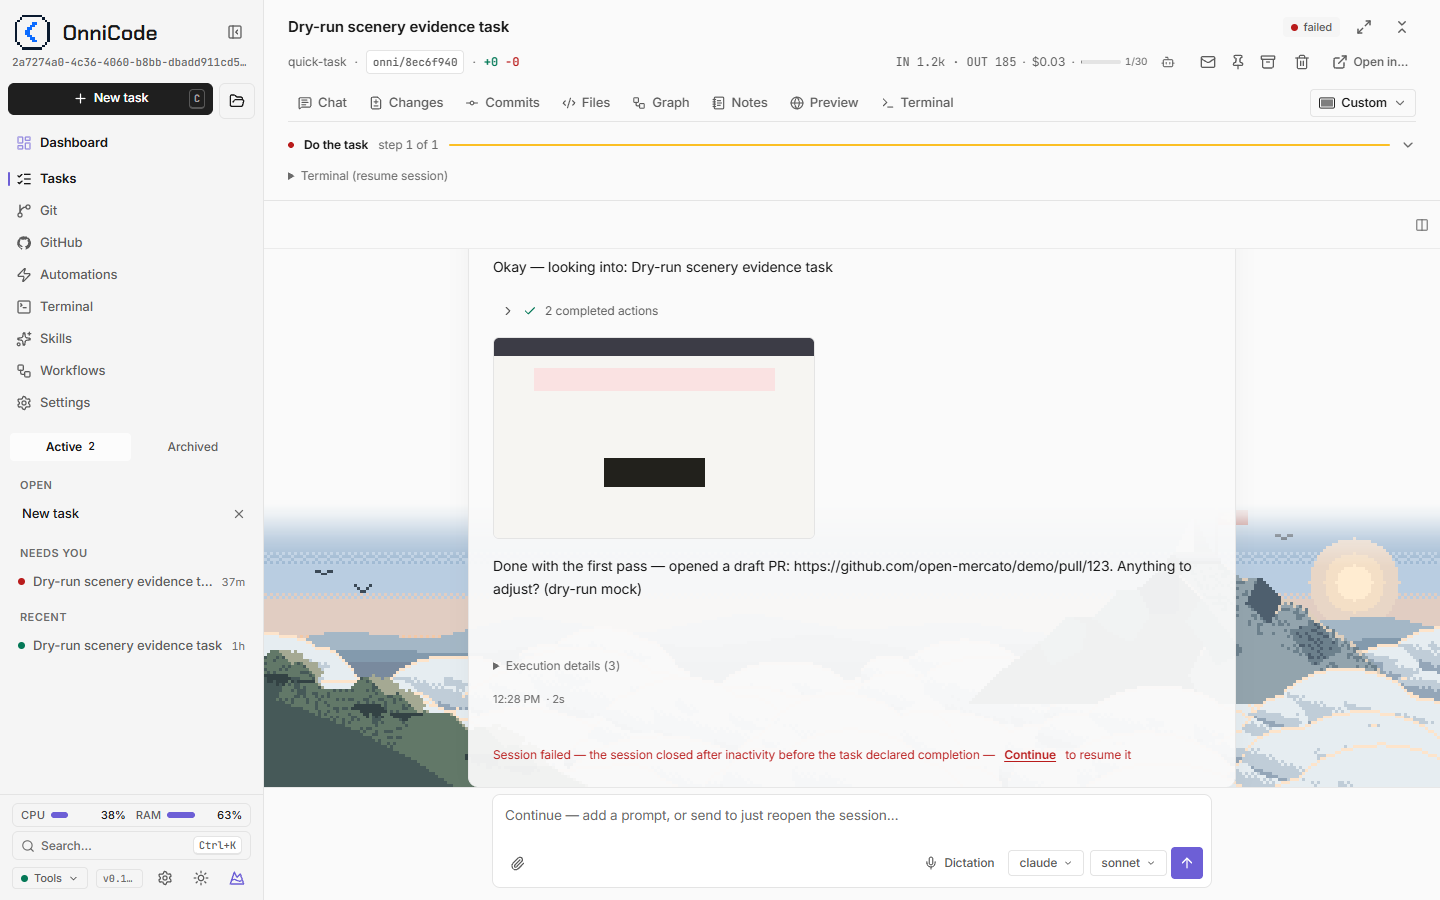 OnniCode
2a7274a0-4c36-4060-b8bb-dbadd911cd5…
New task
C
Dashboard
Tasks
Git
GitHub
Automations
Terminal
Skills
Workflows
Settings
Active 2
Archived
OPEN
New task
NEEDS YOU
Dry-run scenery evidence t… 37m
RECENT
Dry-run scenery evidence task 1h
CPU 38% RAM 63%
Search... Ctrl+K
Tools v0.1…
Dry-run scenery evidence task
failed
quick-task · onni/8ec6f940 · +0 -0
IN 1.2k · OUT 185 · $0.03 · 1/30
Open in...
Chat Changes Commits Files Graph Notes Preview Terminal
Custom
Do the task step 1 of 1
Terminal (resume session)
Okay — looking into: Dry-run scenery evidence task
2 completed actions
Done with the first pass — opened a draft PR: https://github.com/open-mercato/demo/pull/123. Anything to
adjust? (dry-run mock)
Execution details (3)
12:28 PM · 2s
Session failed — the session closed after inactivity before the task declared completion — Continue to resume it
Continue — add a prompt, or send to just reopen the session...
Dictation claude sonnet